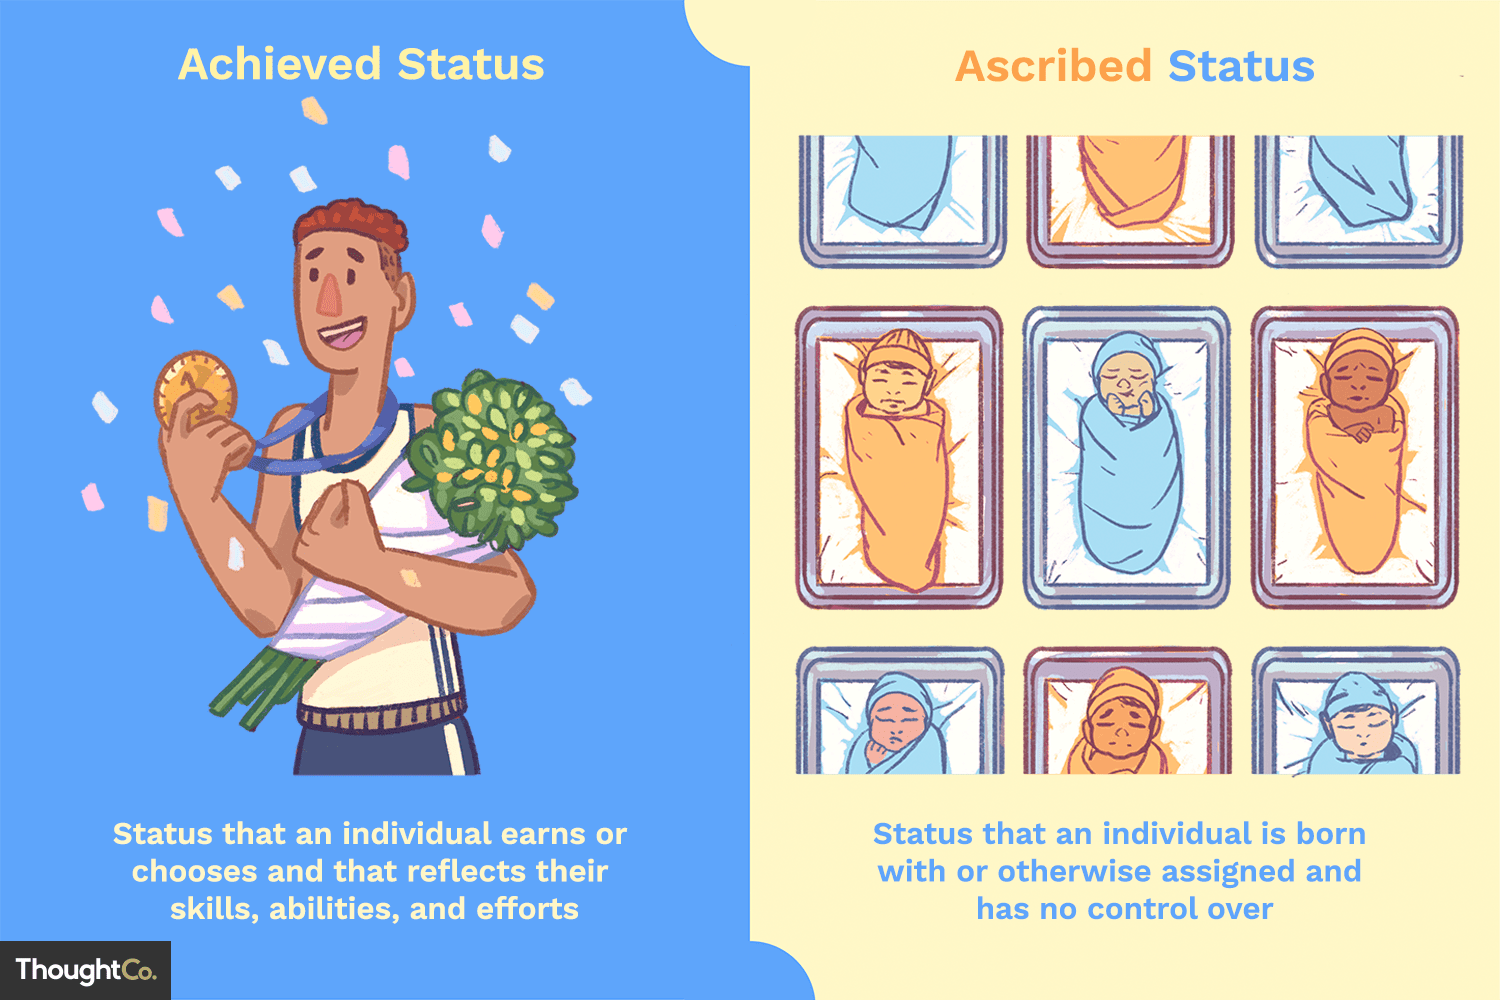 Achieved Status
1
Status that an individual earns or
chooses and that reflects their
skills, abilities, and efforts
Ascribed Status
Status that an individual is born
with or otherwise assigned and
has no control over
ThoughtCo.